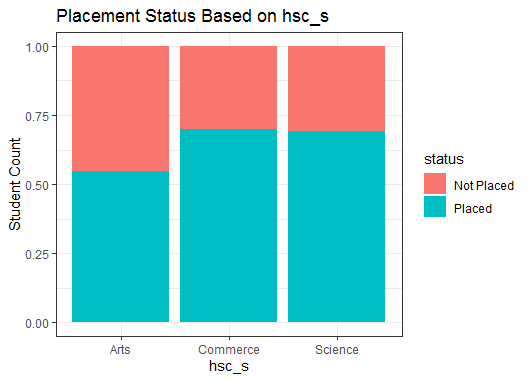 Placement Status Based on hsc_s
Student Count
1.00
0.75
0.50
0.25
0.00
Arts
Commerce
Science
hsc_s
status
Not Placed
Placed